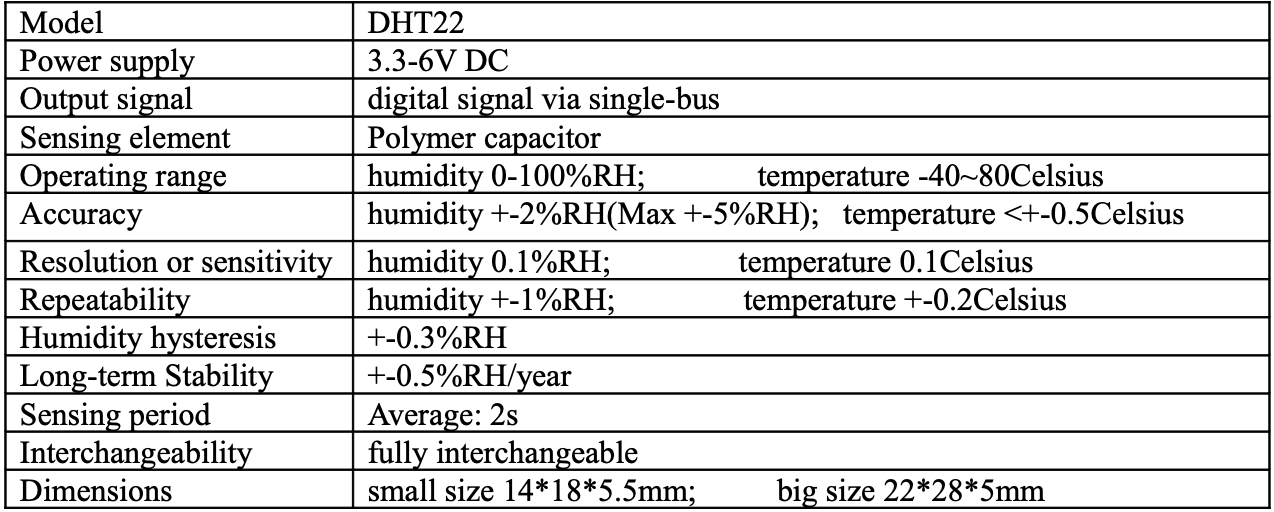 Model DHT22
Power supply 3.3-6V DC
Output signal digital signal via single-bus
Sensing element Polymer capacitor
Operating range humidity 0-100%RH; temperature -40~80Celsius
Accuracy humidity +-2%RH(Max +-5%RH); temperature <+-0.5Celsius
Resolution or sensitivity humidity 0.1%RH; temperature 0.1Celsius
Repeatability humidity +-1%RH; temperature +-0.2Celsius
Humidity hysteresis +-0.3%RH
Long-term Stability +-0.5%RH/year
Sensing period Average: 2s
Interchangeability fully interchangeable
Dimensions small size 14*18*5.5mm; big size 22*28*5mm